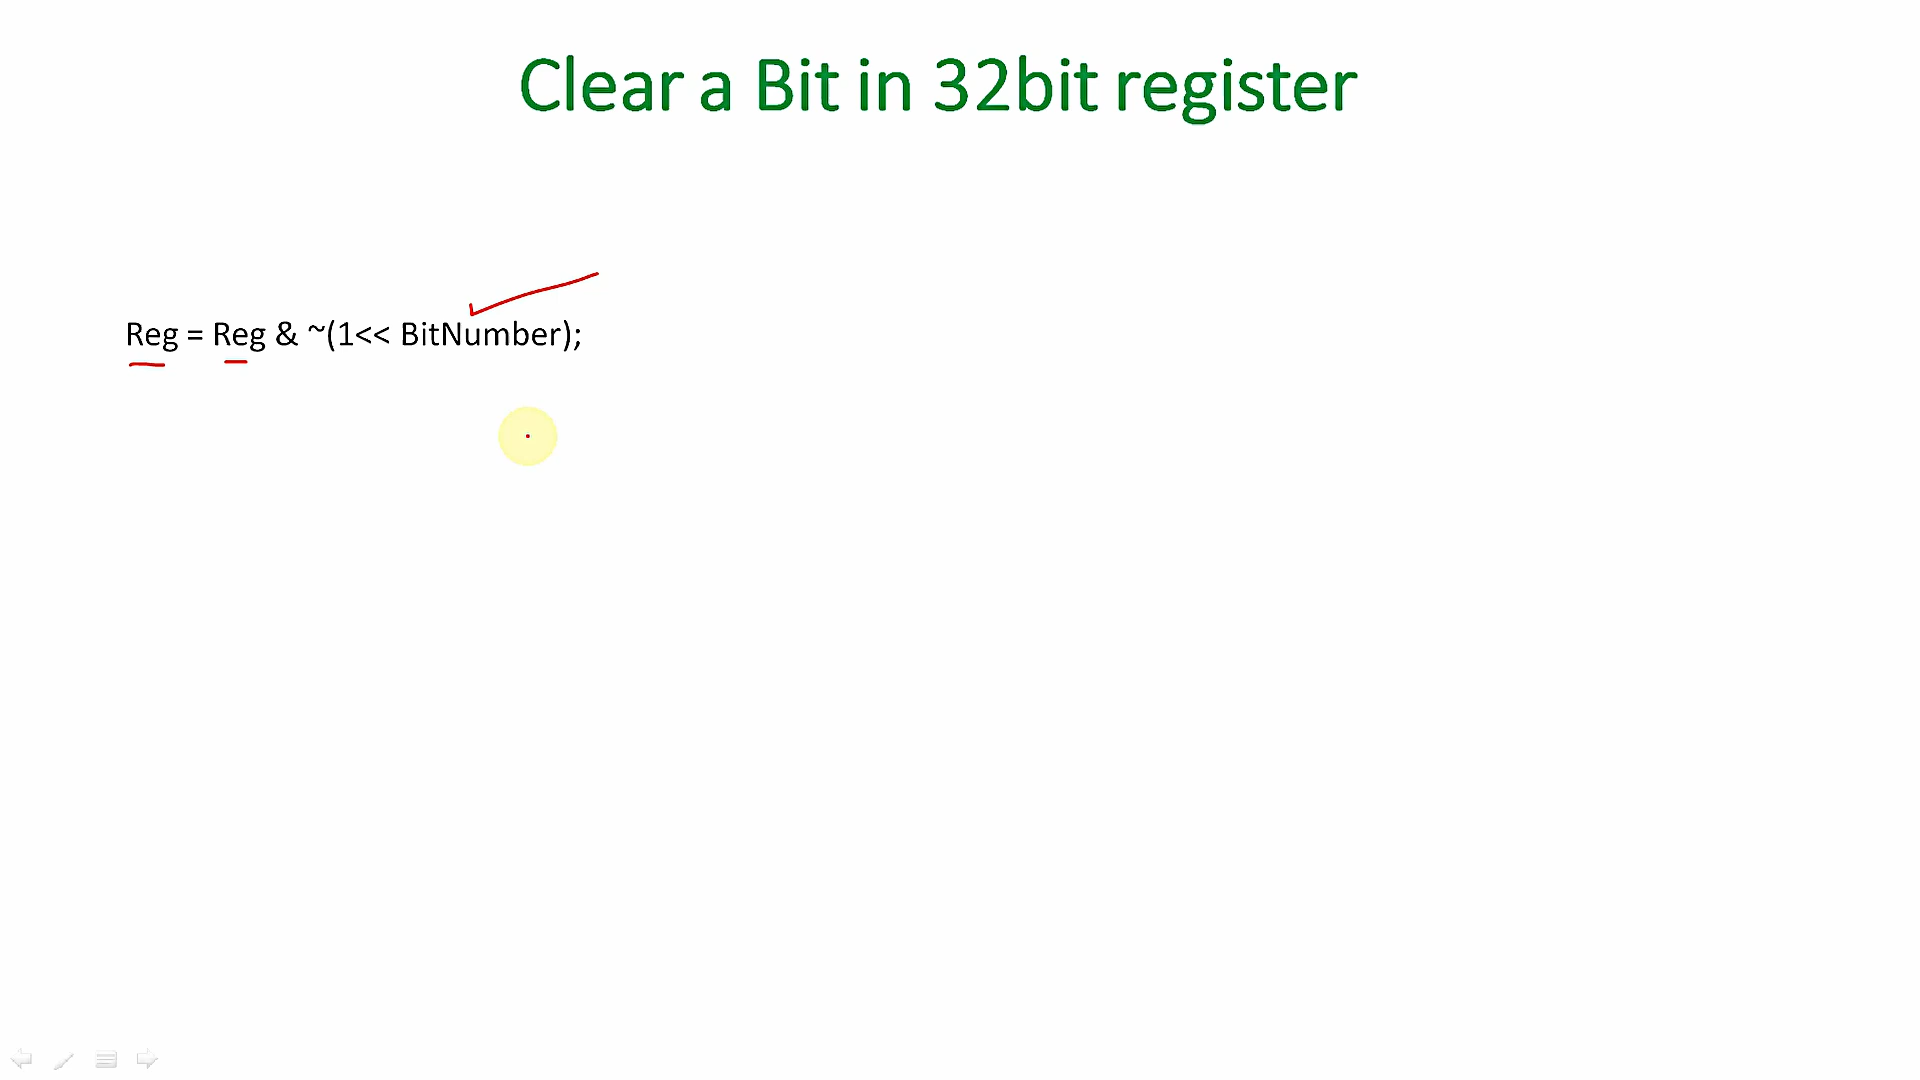 Clear a Bit in 32bit register
Reg = Reg & ~(1<< BitNumber);